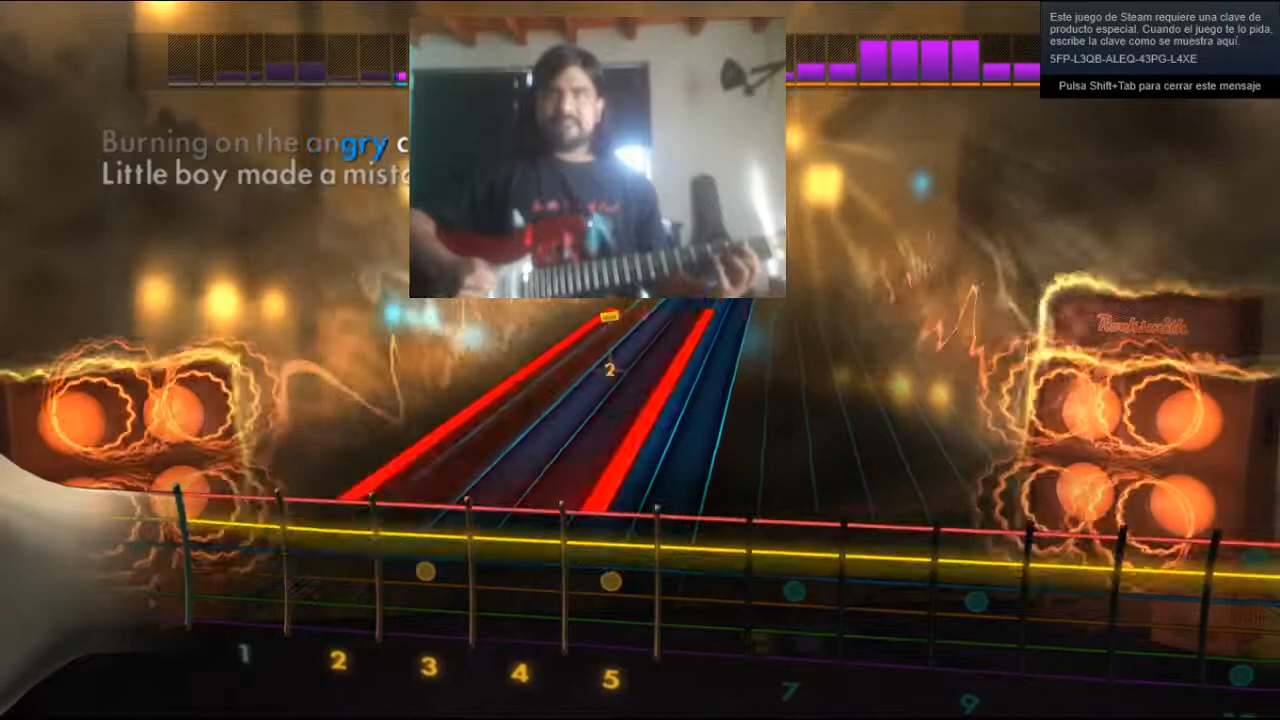 Este juego de Steam requiere una clave de
producto especial. Cuando el juego te lo pida,
escribe la clave como se muestra aquí.
5FP-L3QB-ALEQ-43PG-L4XE
Pulsa Shift+Tab para cerrar este mensaje
Burning on the angry
Little boy made a mist
Rocksmith
2
1 2 3 4 5 7 9